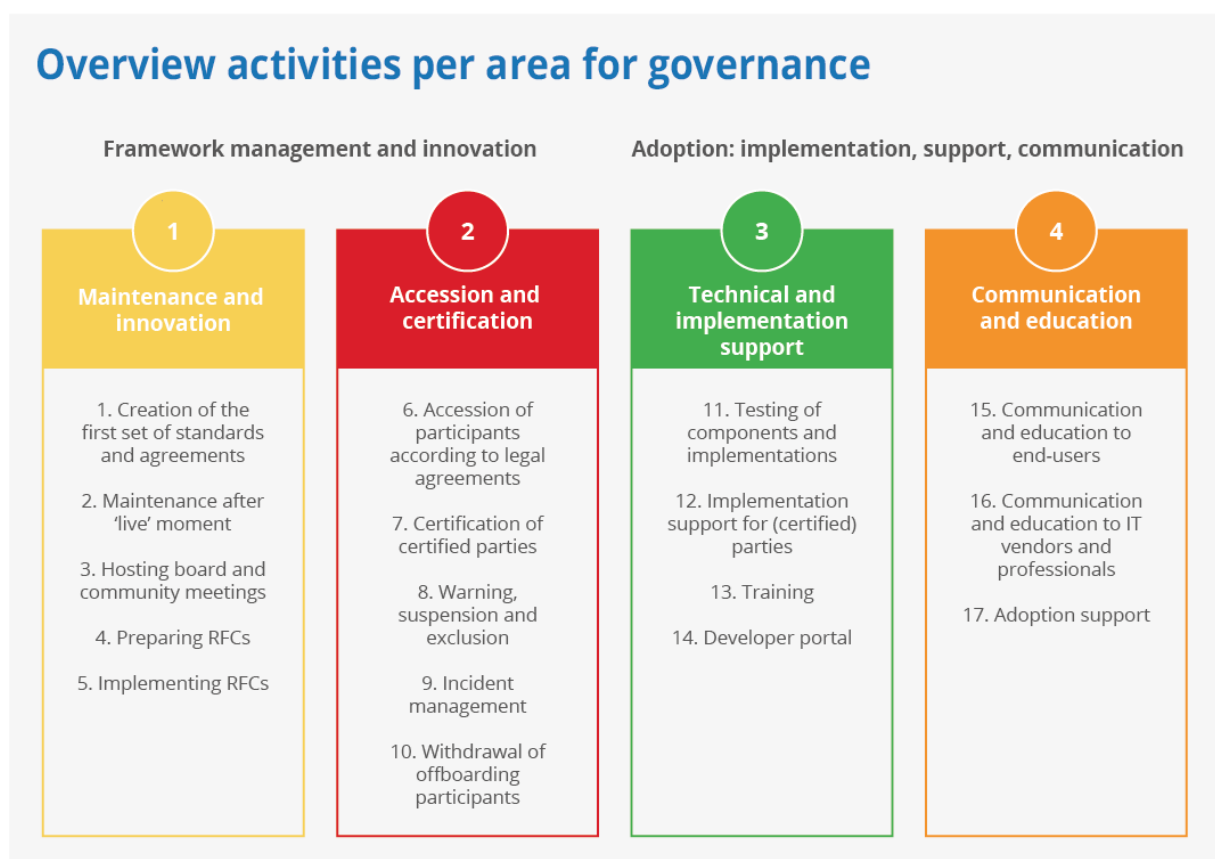 Overview activities per area for governance
Framework management and innovation
Adoption: implementation, support, communication
1
Maintenance and
innovation
1. Creation of the
first set of standards
and agreements
2. Maintenance after
‘live’ moment
3. Hosting board and
community meetings
4. Preparing RFCs
5. Implementing RFCs
2
Accession and
certification
6. Accession of
participants
according to legal
agreements
7. Certification of
certified parties
8. Warning,
suspension and
exclusion
9. Incident
management
10. Withdrawal of
offboarding
participants
3
Technical and
implementation
support
11. Testing of
components and
implementations
12. Implementation
support for (certified)
parties
13. Training
14. Developer portal
4
Communication
and education
15. Communication
and education to
end-users
16. Communication
and education to IT
vendors and
professionals
17. Adoption support